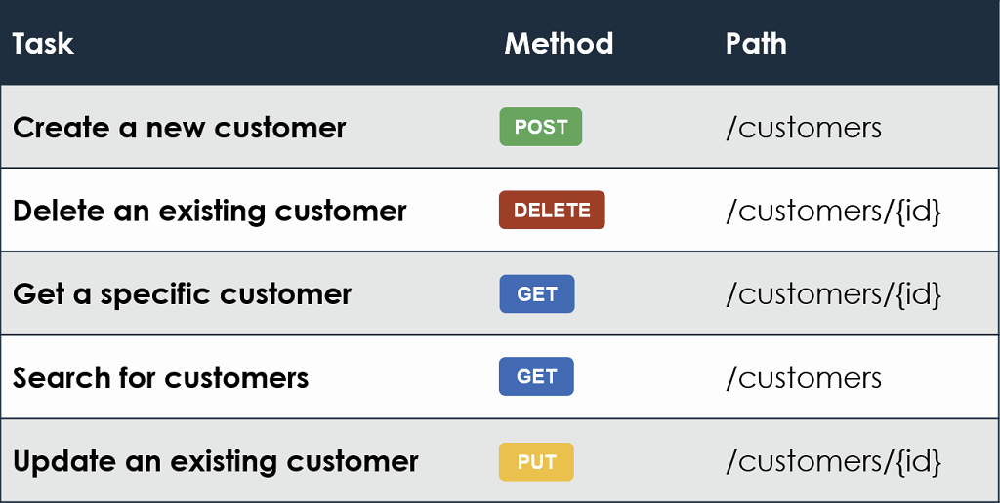 Task Method Path
Create a new customer POST /customers
Delete an existing customer DELETE /customers/{id}
Get a specific customer GET /customers/{id}
Search for customers GET /customers
Update an existing customer PUT /customers/{id}